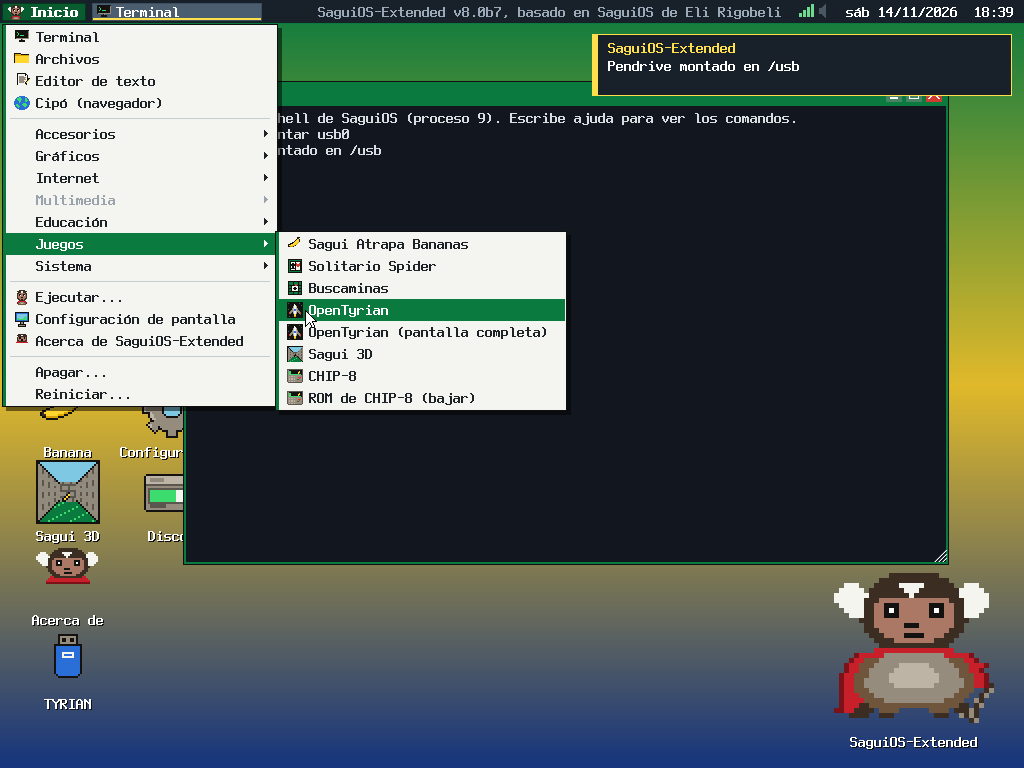 Inicio
Terminal
SaguiOS-Extended v8.0b7, basado en SaguiOS de Eli Rigobeli
sáb 14/11/2026 18:39
SaguiOS-Extended
Pendrive montado en /usb
Terminal
Archivos
Editor de texto
Cipó (navegador)
Accesorios
Gráficos
Internet
Multimedia
Educación
Juegos
Sistema
Ejecutar...
Configuración de pantalla
Acerca de SaguiOS-Extended
Apagar...
Reiniciar...
hell de SaguiOS (proceso 9). Escribe ajuda para ver los comandos.
ntar usb0
ntado en /usb
Sagui Atrapa Bananas
Solitario Spider
Buscaminas
OpenTyrian
OpenTyrian (pantalla completa)
Sagui 3D
CHIP-8
ROM de CHIP-8 (bajar)
Banana
Configur
Sagui 3D
Disco
Acerca de
TYRIAN
SaguiOS-Extended